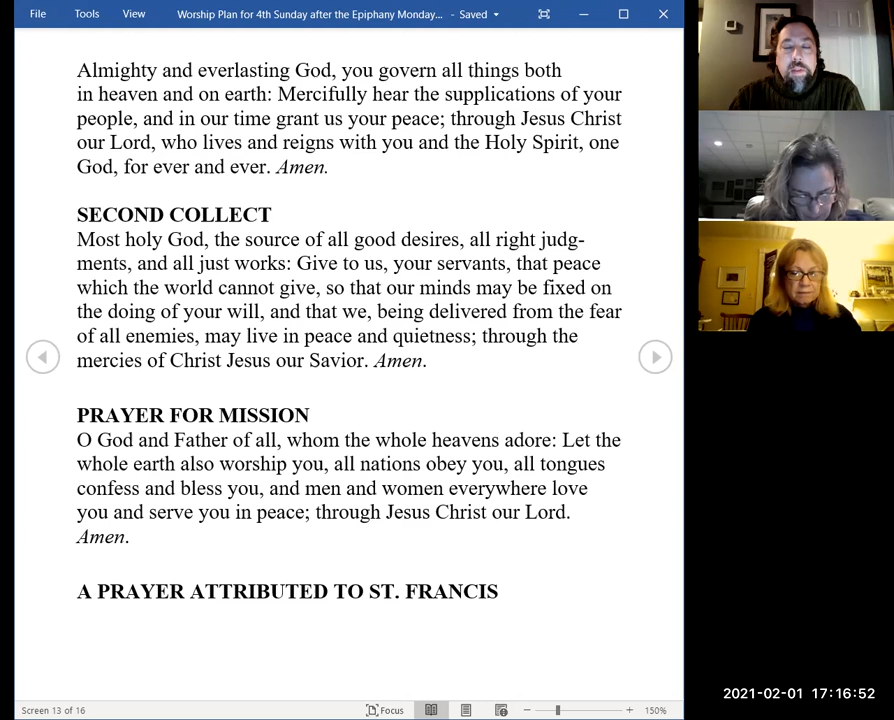 File Tools View Worship Plan for 4th Sunday after the Epiphany Monday... - Saved
Almighty and everlasting God, you govern all things both
in heaven and on earth: Mercifully hear the supplications of your
people, and in our time grant us your peace; through Jesus Christ
our Lord, who lives and reigns with you and the Holy Spirit, one
God, for ever and ever. Amen.
SECOND COLLECT
Most holy God, the source of all good desires, all right judg-
ments, and all just works: Give to us, your servants, that peace
which the world cannot give, so that our minds may be fixed on
the doing of your will, and that we, being delivered from the fear
of all enemies, may live in peace and quietness; through the
mercies of Christ Jesus our Savior. Amen.
PRAYER FOR MISSION
O God and Father of all, whom the whole heavens adore: Let the
whole earth also worship you, all nations obey you, all tongues
confess and bless you, and men and women everywhere love
you and serve you in peace; through Jesus Christ our Lord.
Amen.
A PRAYER ATTRIBUTED TO ST. FRANCIS
2021-02-01 17:16:52
Screen 13 of 16 Focus 150%